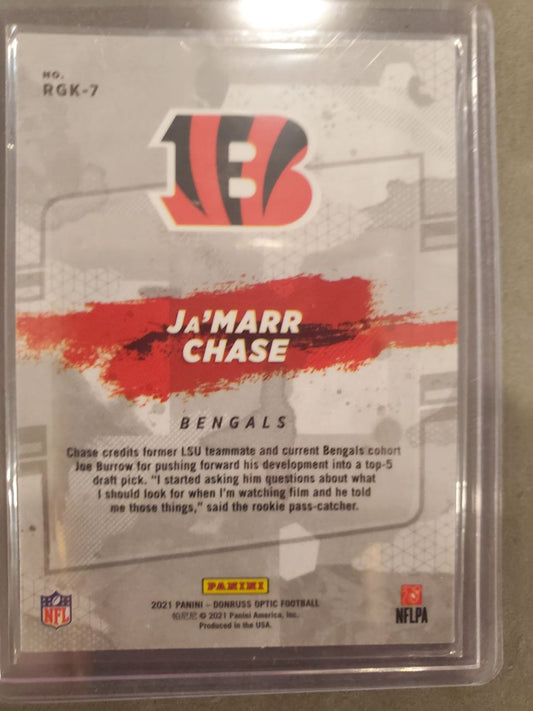 NO.
RGK-7
B
JA'MARR
CHASE
BENGALS
Chase credits former LSU teammate and current Bengals cohort
Joe Burrow for pushing forward his development into a top-5
draft pick. "I started asking him questions about what
I should look for when I'm watching film and he told
me those things," said the rookie pass-catcher.
PANINI
2021 PANINI – DONRUSS OPTIC FOOTBALL
© 2021 Panini America, Inc.
Produced in the USA.
NFL
NFLPA